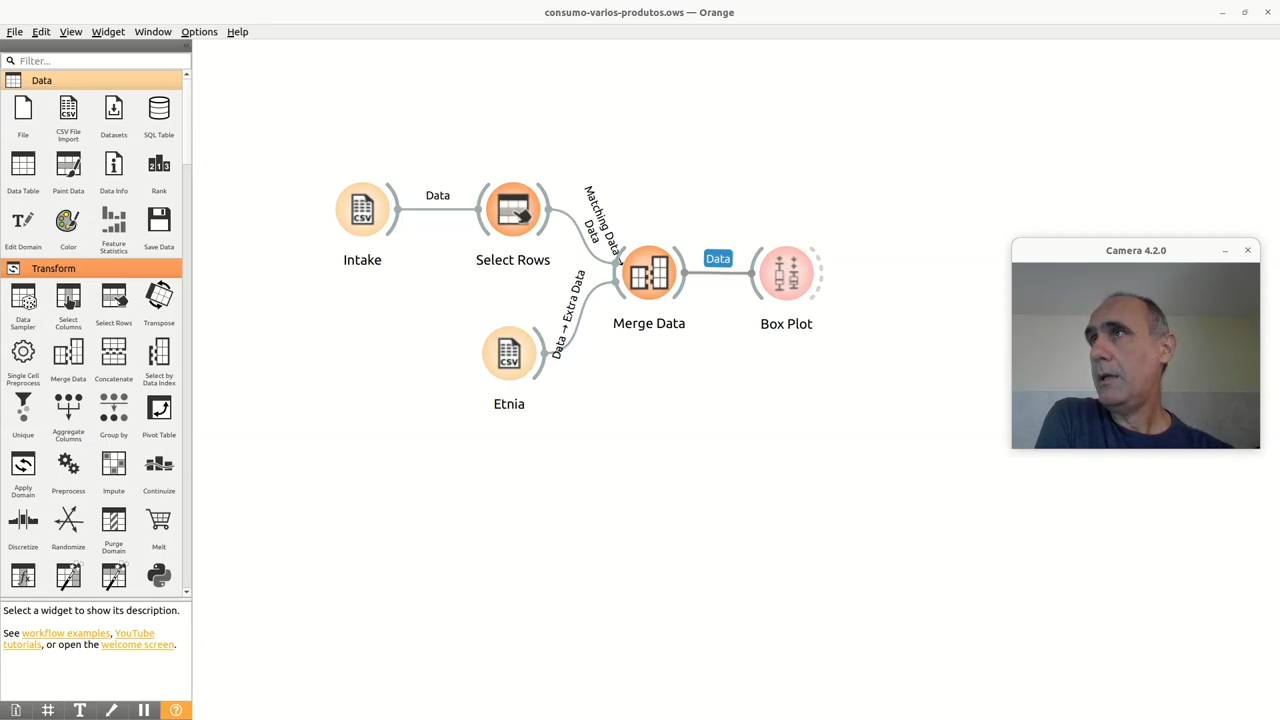 consumo-varios-produtos.ows — Orange
File Edit View Widget Window Options Help
Filter...
Data
File
CSV File Import
Datasets
SQL Table
Data Table
Paint Data
Data Info
Rank
Edit Domain
Color
Feature Statistics
Save Data
Transform
Data Sampler
Select Columns
Select Rows
Transpose
Single Cell Preprocess
Merge Data
Concatenate
Select by Data Index
Unique
Aggregate Columns
Group by
Pivot Table
Apply Domain
Preprocess
Impute
Continuize
Discretize
Randomize
Purge Domain
Melt
Select a widget to show its description.
See workflow examples, YouTube
tutorials, or open the welcome screen.
Intake
Data
Select Rows
Matching Data →
Data
Etnia
Data → Extra Data
Merge Data
Data
Box Plot
Camera 4.2.0
CSV
CSV